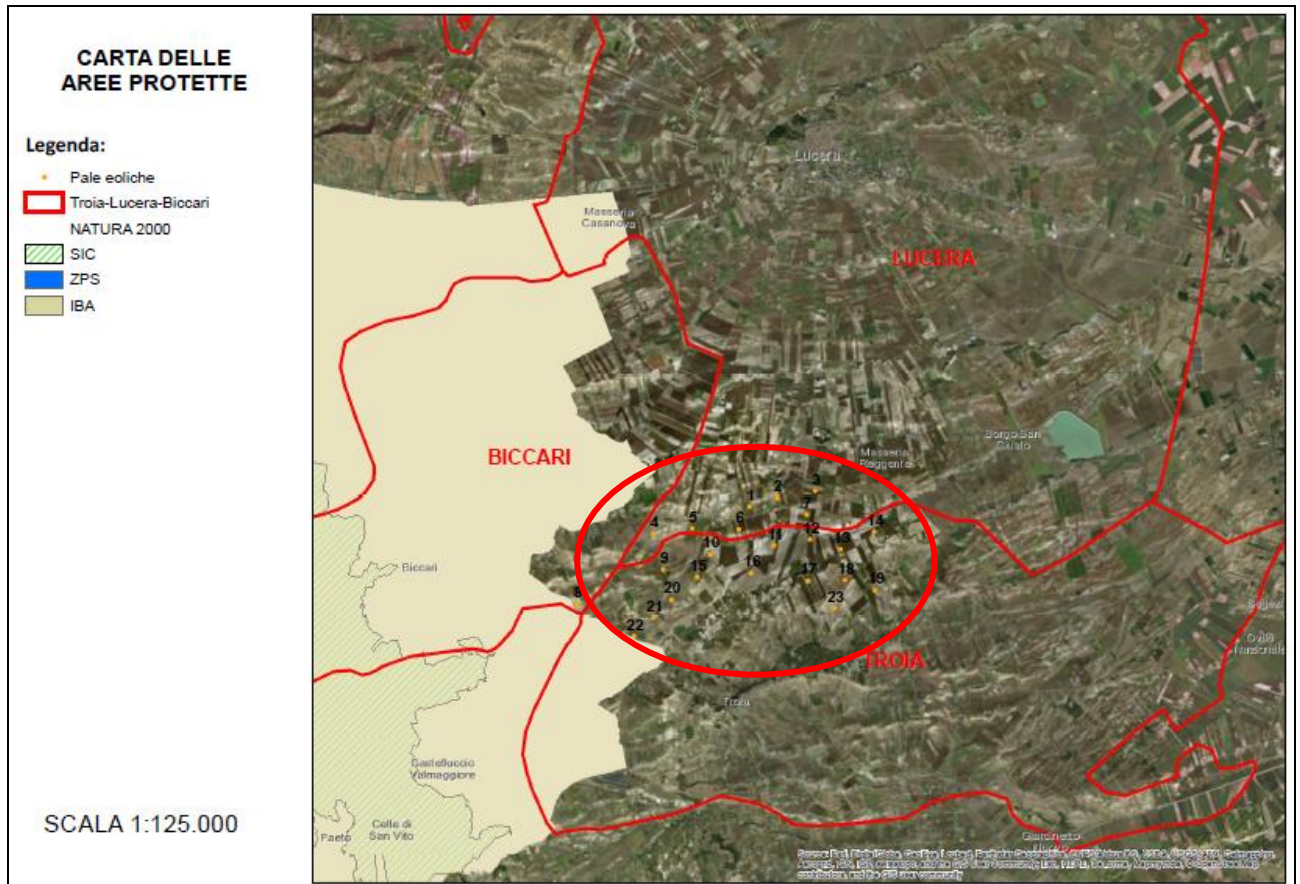 CARTA DELLE
AREE PROTETTE
Legenda:
Pale eoliche
Troia-Lucera-Biccari
NATURA 2000
SIC
ZPS
IBA
SCALA 1:125.000
Lucera
Masseria
Casanova
LUCERA
Borgo San
Masseria
Reggente
BICCARI
3
2
1
7
4
5
6
12
14
11
13
10
9
16
15
17
18
19
8
20
21
23
22
Biccari
TROIA
Troia
Castelluccio
Valmaggiore
Celle di
San Vito
Giardinetto